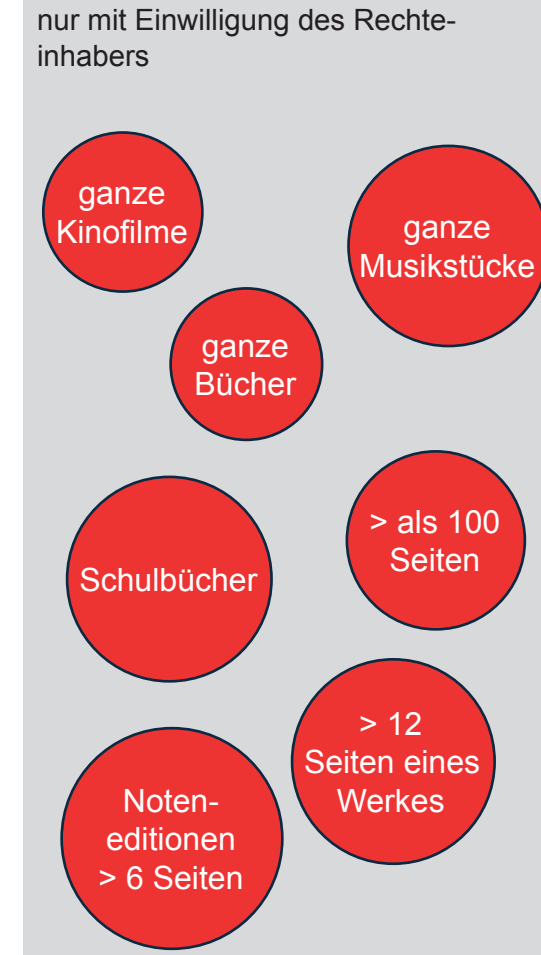 nur mit Einwilligung des Rechte-
inhabers
ganze
Kinofilme
ganze
Musikstücke
ganze
Bücher
> als 100
Seiten
Schulbücher
> 12
Seiten eines
Werkes
Noten-
editionen
> 6 Seiten